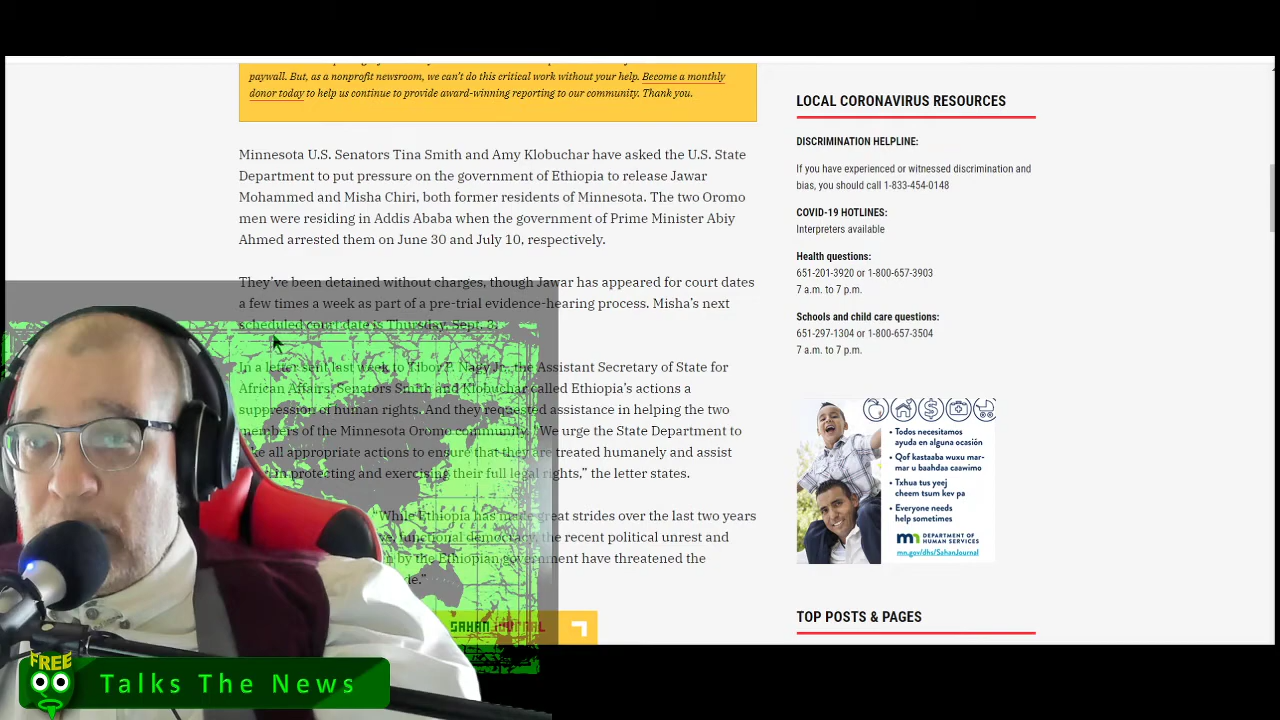 paywall. But, as a nonprofit newsroom, we can't do this critical work without your help. Become a monthly
donor today to help us continue to provide award-winning reporting to our community. Thank you.
Minnesota U.S. Senators Tina Smith and Amy Klobuchar have asked the U.S. State
Department to put pressure on the government of Ethiopia to release Jawar
Mohammed and Misha Chiri, both former residents of Minnesota. The two Oromo
men were residing in Addis Ababa when the government of Prime Minister Abiy
Ahmed arrested them on June 30 and July 10, respectively.
They've been detained without charges, though Jawar has appeared for court dates
a few times a week as part of a pre-trial evidence-hearing process. Misha's next
scheduled court date is Thursday, Sept. 3.
In a letter sent last week to Tibor P. Nagy Jr., the Assistant Secretary of State for
African Affairs, Senators Smith and Klobuchar called Ethiopia's actions a
suppression of human rights. And they requested assistance in helping the two
members of the Minnesota Oromo community. "We urge the State Department to
all appropriate actions to ensure that they are treated humanely and assist
in protecting and exercising their full legal rights," the letter states.
"While Ethiopia has made great strides over the last two years
functional democracy, the recent political unrest and
by the Ethiopian government have threatened the
SAHAN JOURNAL
LOCAL CORONAVIRUS RESOURCES
DISCRIMINATION HELPLINE:
If you have experienced or witnessed discrimination and
bias, you should call 1-833-454-0148
COVID-19 HOTLINES:
Interpreters available
Health questions:
651-201-3920 or 1-800-657-3903
7 a.m. to 7 p.m.
Schools and child care questions:
651-297-1304 or 1-800-657-3504
7 a.m. to 7 p.m.
• Todos necesitamos
ayuda en alguna ocasión
• Qof kastaaba wuxu mar-
mar u baahdaa caawimo
• Txhua tus yeej
cheem tsum kev pa
• Everyone needs
help sometimes
DEPARTMENT OF
HUMAN SERVICES
mn.gov/dhs/SahanJournal
TOP POSTS & PAGES
FREE
Talks The News